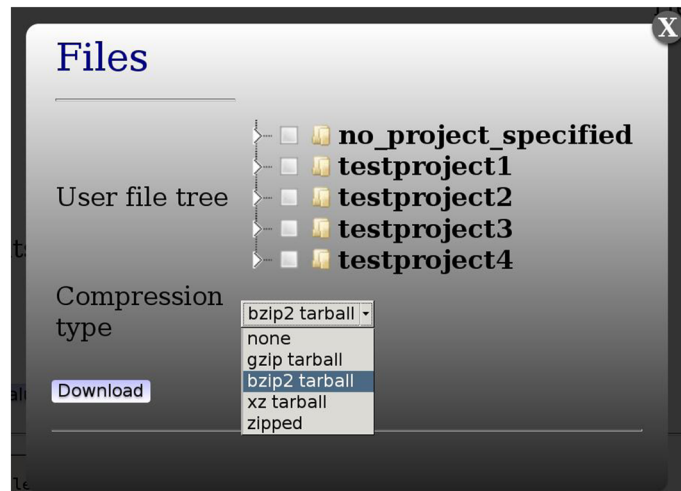 X
Files
User file tree
no_project_specified
testproject1
testproject2
testproject3
testproject4
Compression
type
bzip2 tarball
none
gzip tarball
bzip2 tarball
xz tarball
zipped
Download